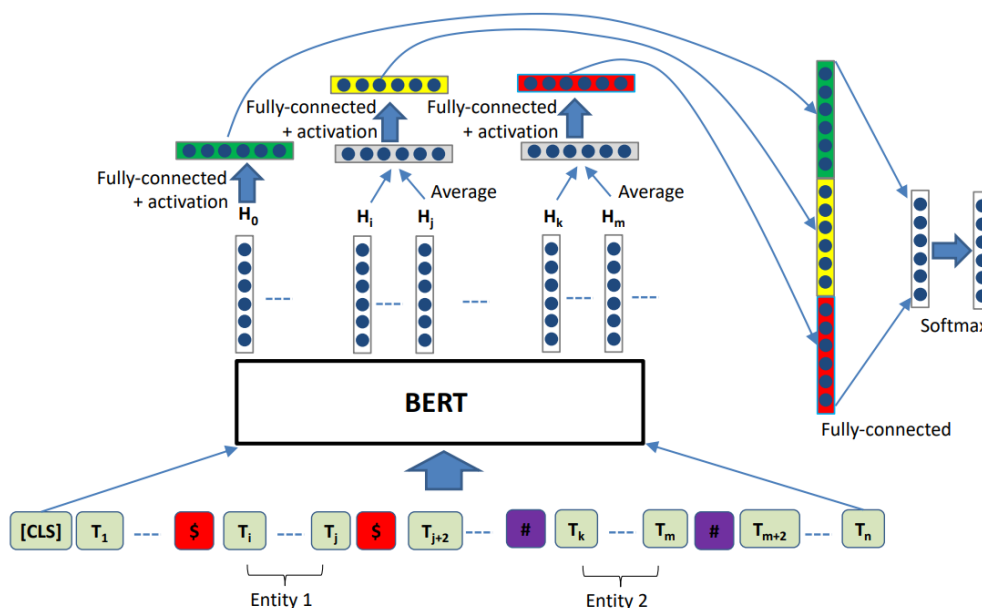 Fully-connected
+ activation
Fully-connected
+ activation
Fully-connected
+ activation
Average
Average
H0
Hi
Hj
Hk
Hm
Softmax
BERT
Fully-connected
[CLS]
T1
$
Ti
Tj
$
Tj+2
#
Tk
Tm
#
Tm+2
Tn
Entity 1
Entity 2